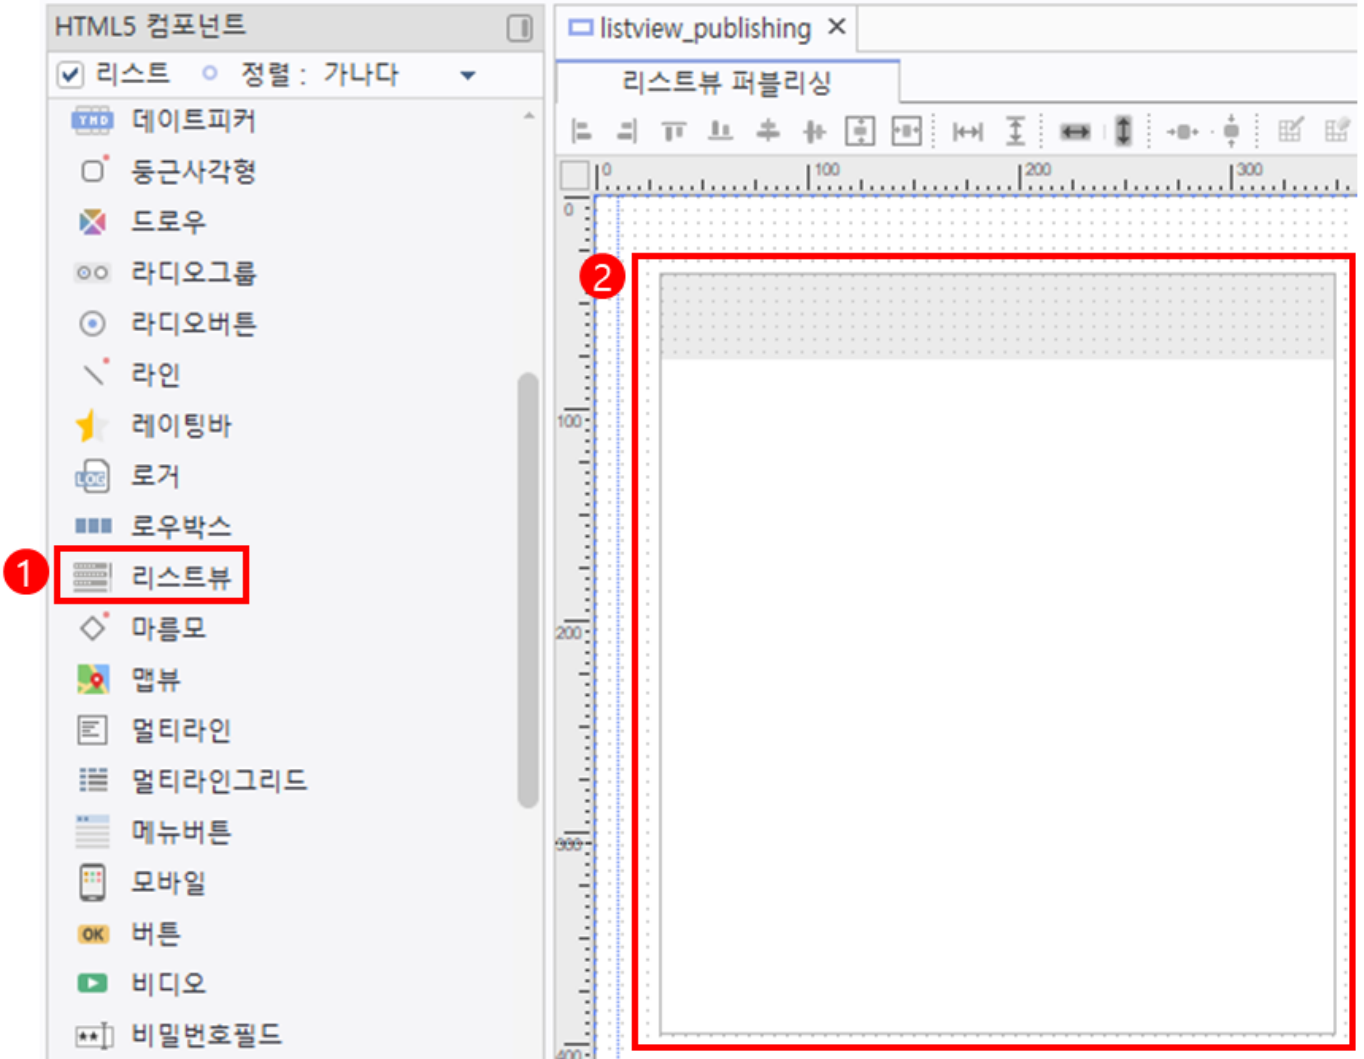 HTML5 컴포넌트
리스트 정렬 : 가나다
YMD 데이트피커
둥근사각형
드로우
라디오그룹
라디오버튼
라인
레이팅바
LOG 로거
로우박스
1 리스트뷰
마름모
맵뷰
멀티라인
멀티라인그리드
메뉴버튼
모바일
OK 버튼
비디오
** 비밀번호필드
listview_publishing
리스트뷰 퍼블리싱
0 100 200 300
0
2
100
200
300
400